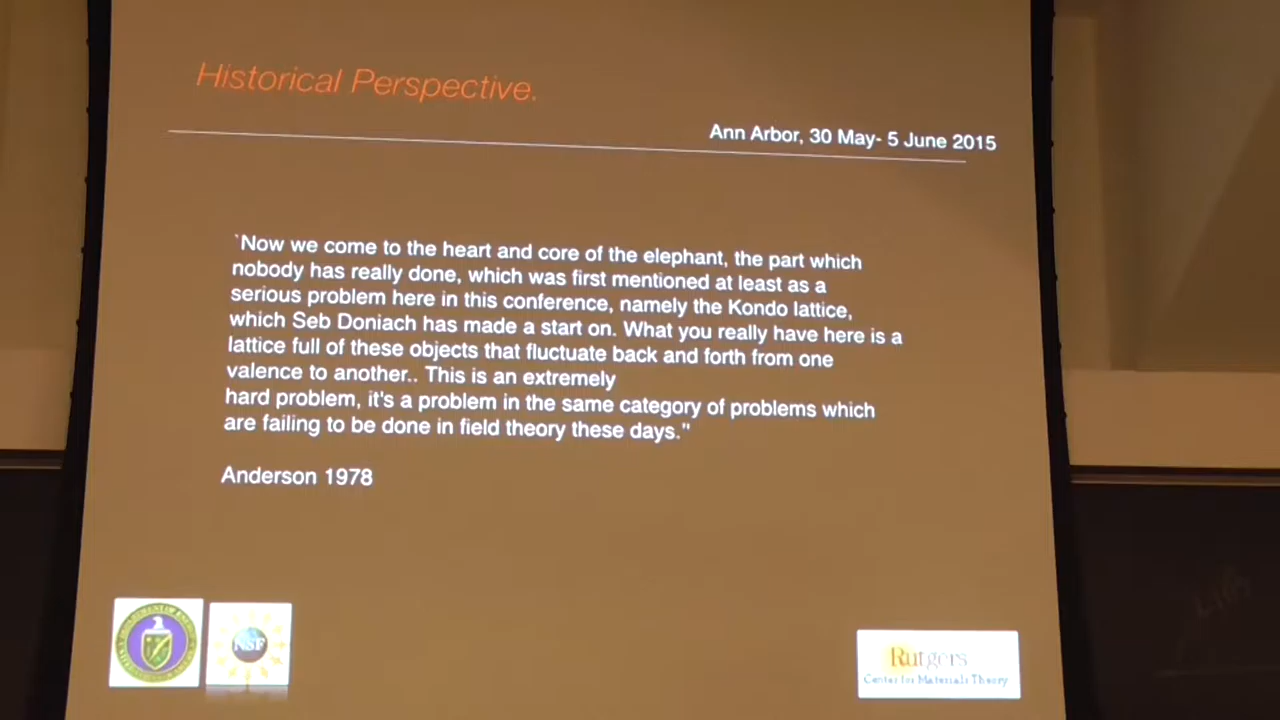 Historical Perspective.
Ann Arbor, 30 May- 5 June 2015
`Now we come to the heart and core of the elephant, the part which
nobody has really done, which was first mentioned at least as a
serious problem here in this conference, namely the Kondo lattice,
which Seb Doniach has made a start on. What you really have here is a
lattice full of these objects that fluctuate back and forth from one
valence to another.. This is an extremely
hard problem, it's a problem in the same category of problems which
are failing to be done in field theory these days."
Anderson 1978
NSF
Rutgers
Center for Materials Theory